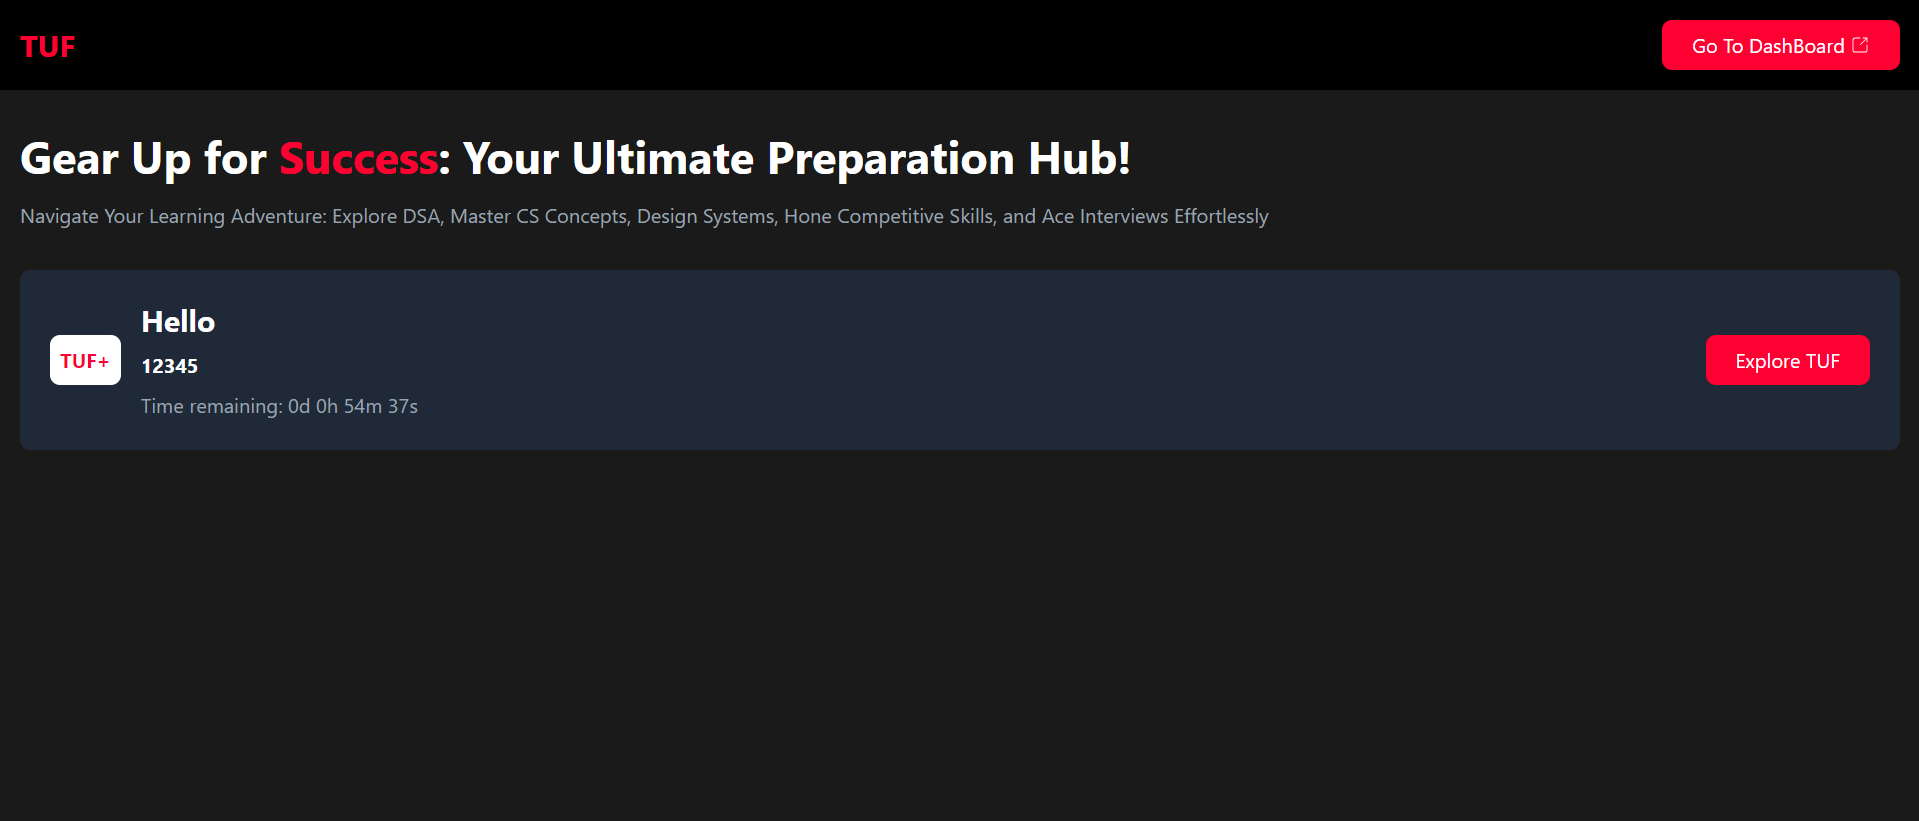 TUF
Go To DashBoard
Gear Up for Success: Your Ultimate Preparation Hub!
Navigate Your Learning Adventure: Explore DSA, Master CS Concepts, Design Systems, Hone Competitive Skills, and Ace Interviews Effortlessly
TUF+
Hello
12345
Time remaining: 0d 0h 54m 37s
Explore TUF